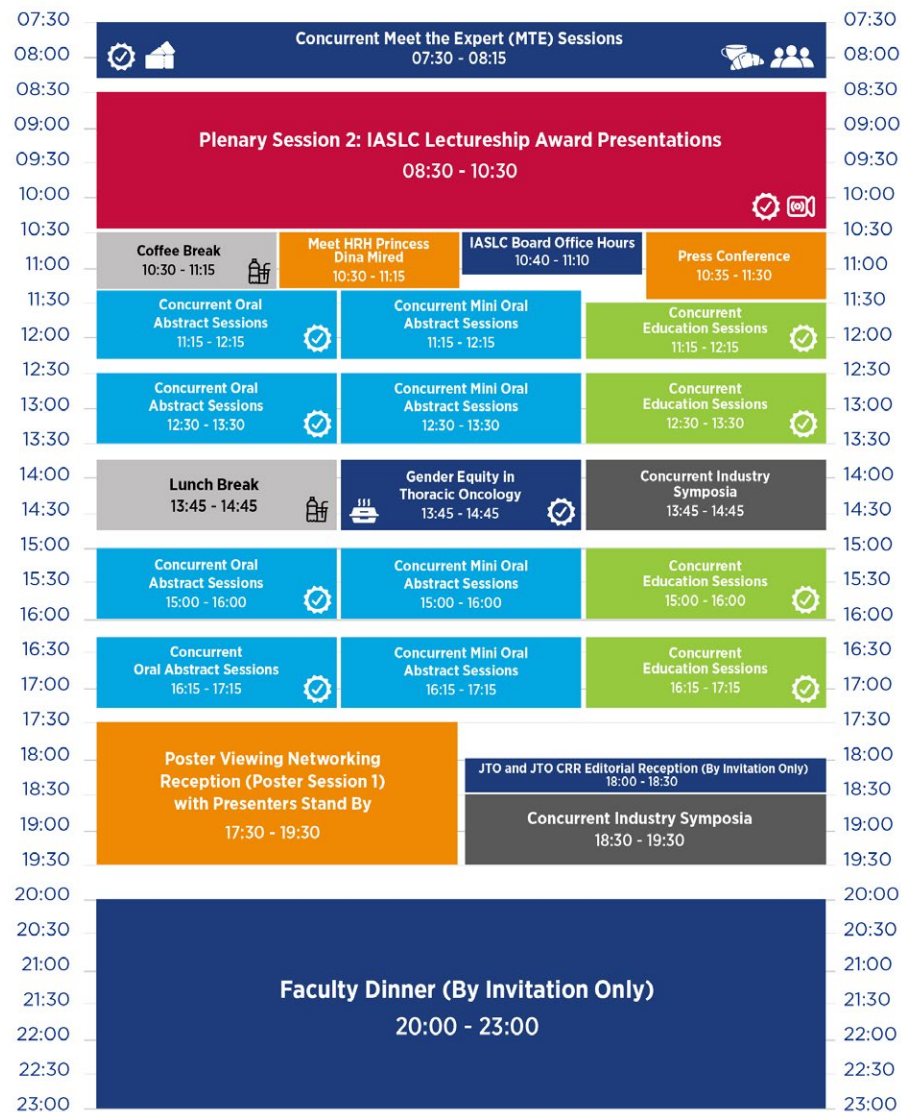 07:30
07:30
Concurrent Meet the Expert (MTE) Sessions
07:30 - 08:15
08:00
08:00
08:30
08:30
09:00
09:00
Plenary Session 2: IASLC Lectureship Award Presentations
08:30 - 10:30
09:30
09:30
10:00
10:00
10:30
10:30
Coffee Break
10:30 - 11:15
Meet HRH Princess
Dina Mired
10:30 - 11:15
IASLC Board Office Hours
10:40 - 11:10
Press Conference
10:35 - 11:30
11:00
11:00
11:30
11:30
Concurrent Oral
Abstract Sessions
11:15 - 12:15
Concurrent Mini Oral
Abstract Sessions
11:15 - 12:15
Concurrent
Education Sessions
11:15 - 12:15
12:00
12:00
12:30
12:30
Concurrent Oral
Abstract Sessions
12:30 - 13:30
Concurrent Mini Oral
Abstract Sessions
12:30 - 13:30
Concurrent
Education Sessions
12:30 - 13:30
13:00
13:00
13:30
13:30
14:00
14:00
Lunch Break
13:45 - 14:45
Gender Equity in
Thoracic Oncology
13:45 - 14:45
Concurrent Industry
Symposia
13:45 - 14:45
14:30
14:30
15:00
15:00
Concurrent Oral
Abstract Sessions
15:00 - 16:00
Concurrent Mini Oral
Abstract Sessions
15:00 - 16:00
Concurrent
Education Sessions
15:00 - 16:00
15:30
15:30
16:00
16:00
16:30
16:30
Concurrent
Oral Abstract Sessions
16:15 - 17:15
Concurrent Mini Oral
Abstract Sessions
16:15 - 17:15
Concurrent
Education Sessions
16:15 - 17:15
17:00
17:00
17:30
17:30
Poster Viewing Networking
Reception (Poster Session 1)
with Presenters Stand By
17:30 - 19:30
18:00
18:00
JTO and JTO CRR Editorial Reception (By Invitation Only)
18:00 - 18:30
18:30
18:30
Concurrent Industry Symposia
18:30 - 19:30
19:00
19:00
19:30
19:30
20:00
20:00
20:30
20:30
21:00
21:00
Faculty Dinner (By Invitation Only)
20:00 - 23:00
21:30
21:30
22:00
22:00
22:30
22:30
23:00
23:00